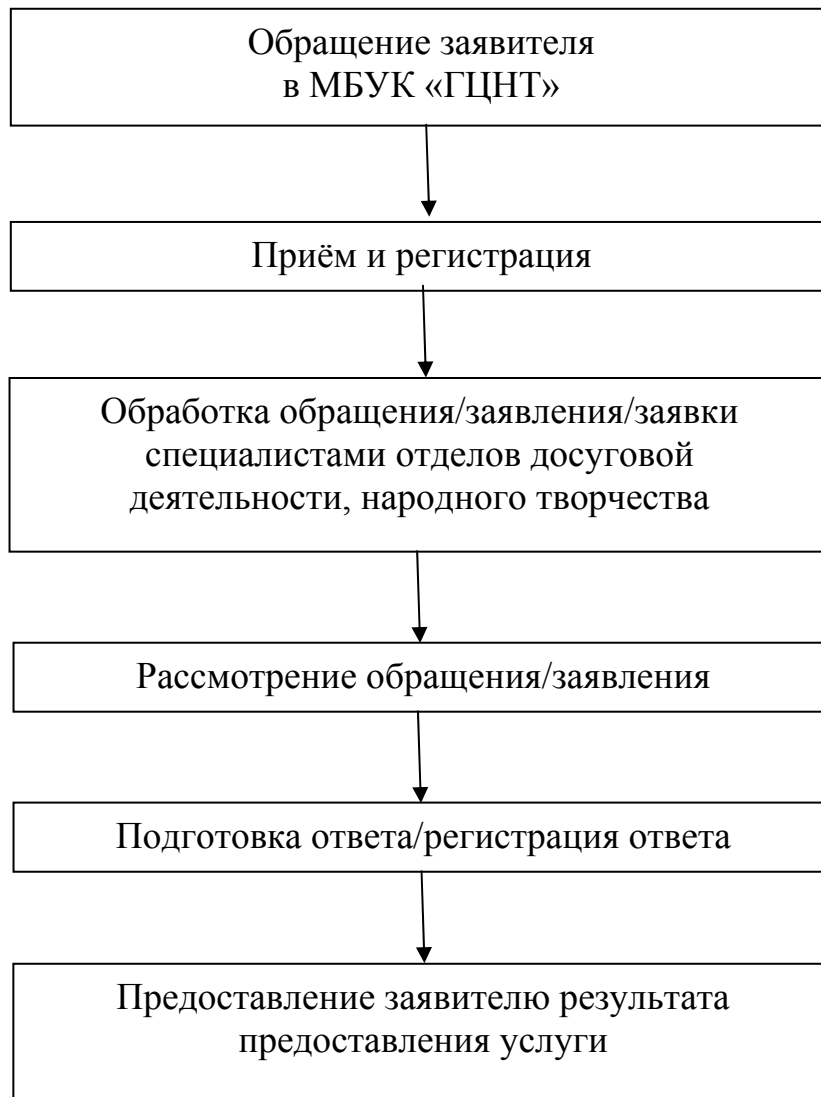 Обращение заявителя
в МБУК «ГЦНТ»
Приём и регистрация
Обработка обращения/заявления/заявки
специалистами отделов досуговой
деятельности, народного творчества
Рассмотрение обращения/заявления
Подготовка ответа/регистрация ответа
Предоставление заявителю результата
предоставления услуги